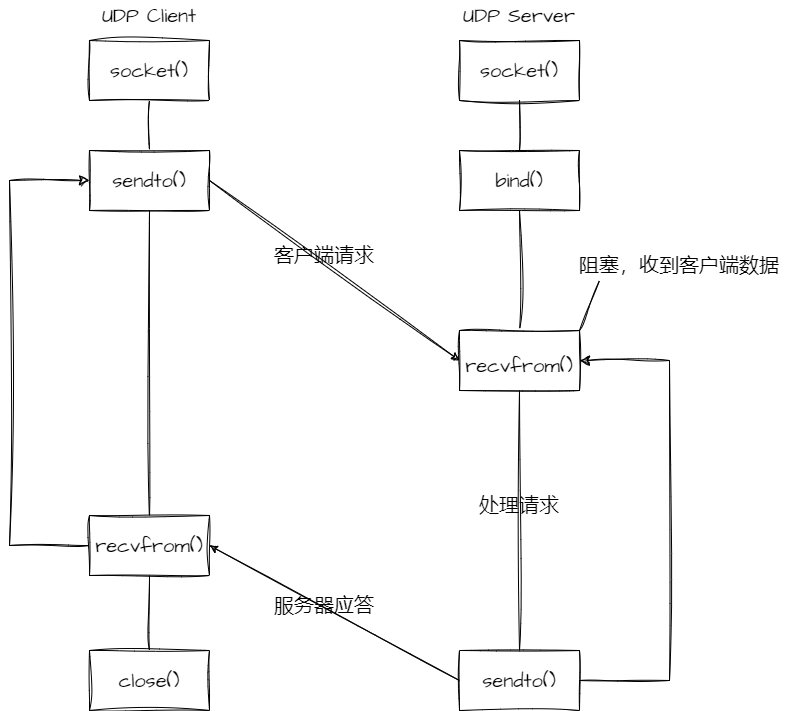 UDP Client
UDP Server
socket()
socket()
sendto()
bind()
客户端请求
阻塞，收到客户端数据
recvfrom()
处理请求
recvfrom()
服务器应答
close()
sendto()